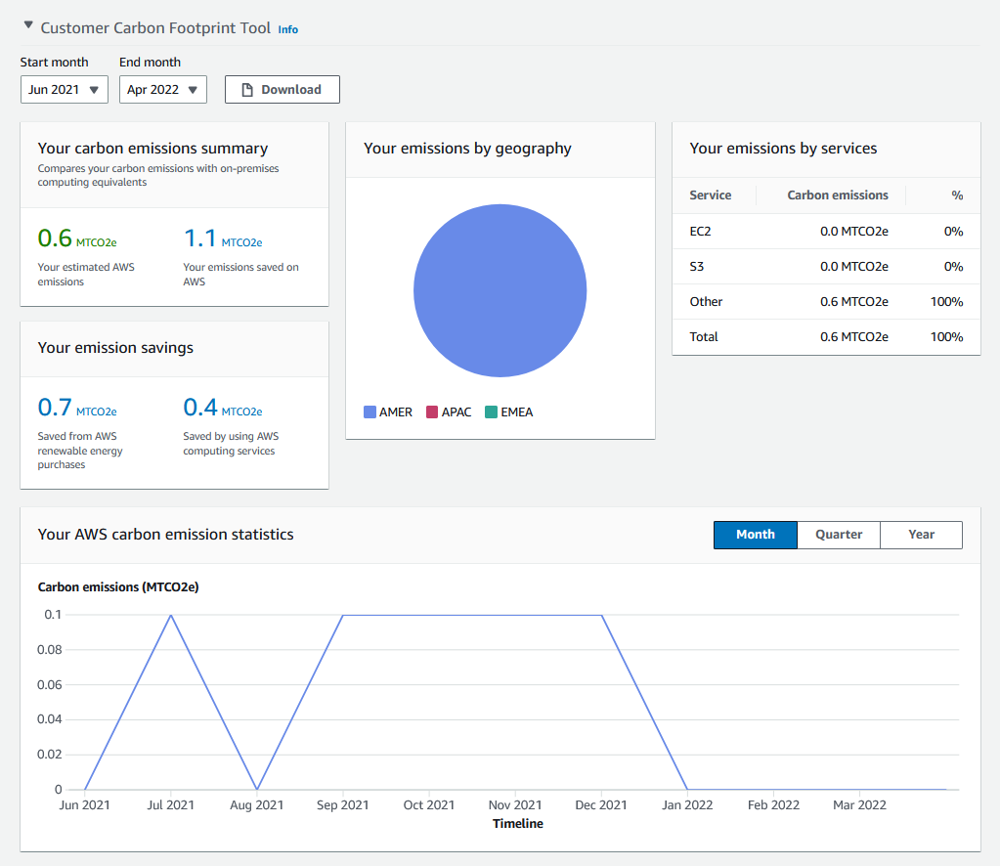 Customer Carbon Footprint Tool Info
Start month End month
Jun 2021 Apr 2022 Download
Your carbon emissions summary
Compares your carbon emissions with on-premises
computing equivalents
0.6 MTCO2e 1.1 MTCO2e
Your estimated AWS
emissions
Your emissions saved on
AWS
Your emission savings
0.7 MTCO2e 0.4 MTCO2e
Saved from AWS
renewable energy
purchases
Saved by using AWS
computing services
Your emissions by geography
AMER APAC EMEA
Your emissions by services
Service Carbon emissions %
EC2 0.0 MTCO2e 0%
S3 0.0 MTCO2e 0%
Other 0.6 MTCO2e 100%
Total 0.6 MTCO2e 100%
Your AWS carbon emission statistics
Month Quarter Year
Carbon emissions (MTCO2e)
0.1
0.08
0.06
0.04
0.02
0
Jun 2021 Jul 2021 Aug 2021 Sep 2021 Oct 2021 Nov 2021 Dec 2021 Jan 2022 Feb 2022 Mar 2022
Timeline